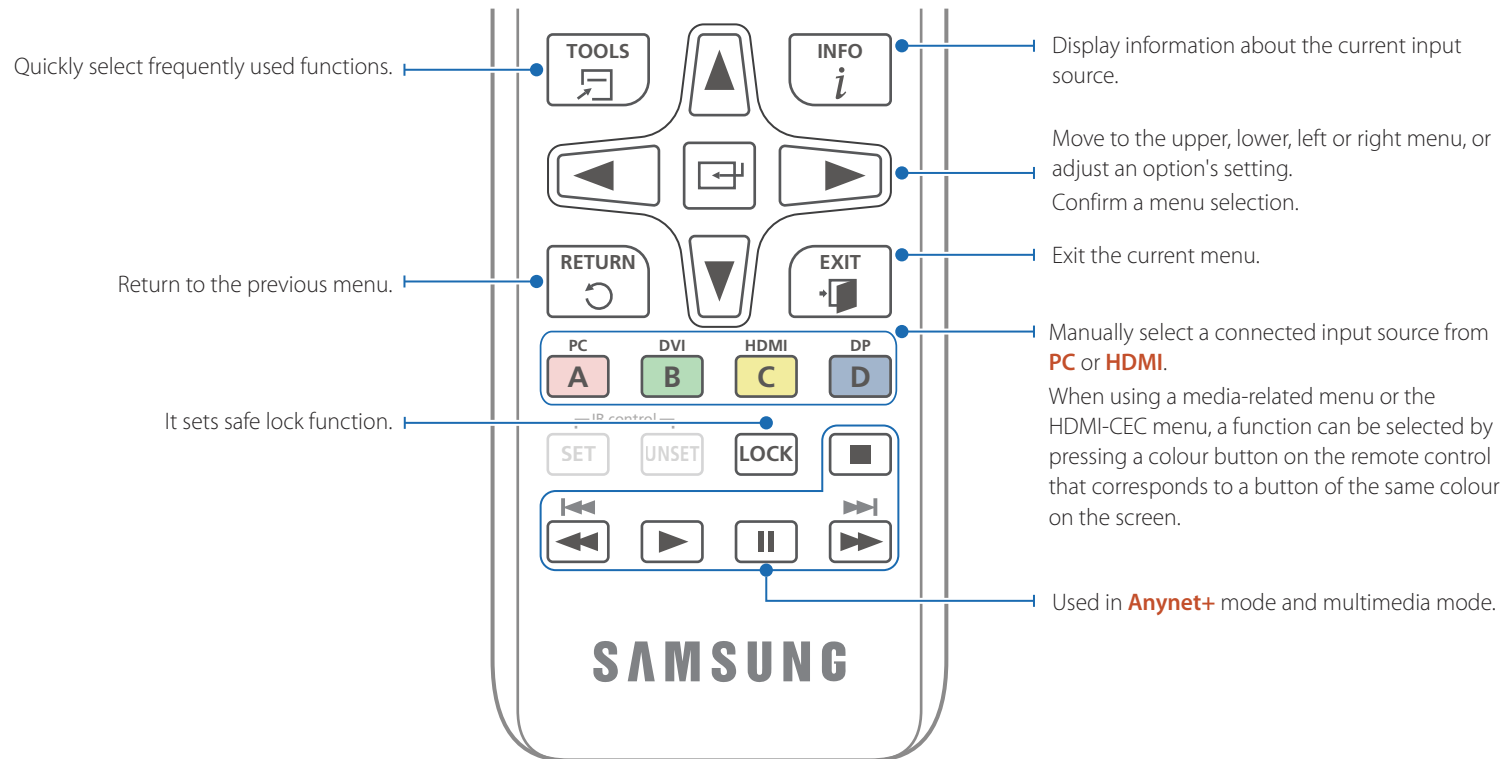 TOOLS
INFO
i
Quickly select frequently used functions.
Display information about the current input
source.
Move to the upper, lower, left or right menu, or
adjust an option's setting.
Confirm a menu selection.
RETURN
EXIT
Return to the previous menu.
Exit the current menu.
PC
DVI
HDMI
DP
A
B
C
D
Manually select a connected input source from
PC or HDMI.
When using a media-related menu or the
HDMI-CEC menu, a function can be selected by
pressing a colour button on the remote control
that corresponds to a button of the same colour
on the screen.
It sets safe lock function.
IR control
SET
UNSET
LOCK
Used in Anynet+ mode and multimedia mode.
SAMSUNG